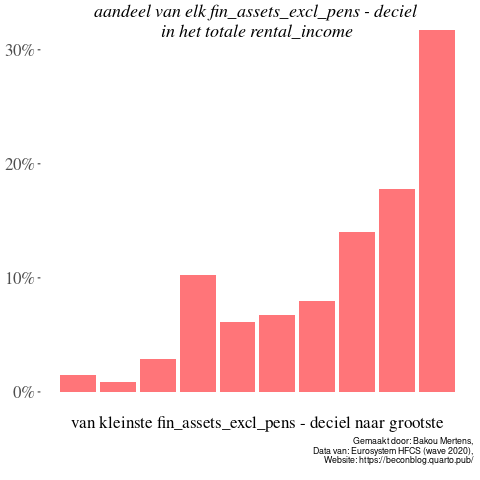 aandeel van elk fin_assets_excl_pens - deciel
in het totale rental_income
30%
20%
10%
0%
van kleinste fin_assets_excl_pens - deciel naar grootste
Gemaakt door: Bakou Mertens,
Data van: Eurosystem HFCS (wave 2020),
Website: https://beconblog.quarto.pub/